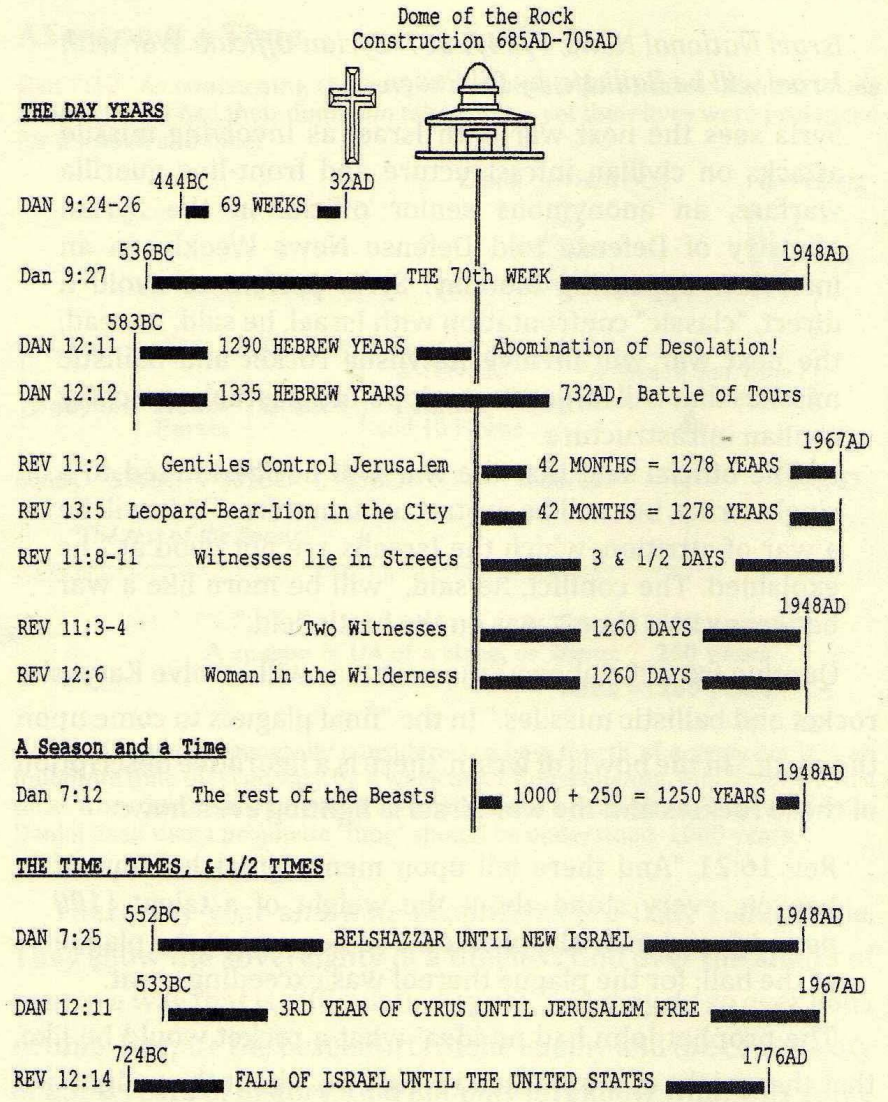 Dome of the Rock
Construction 685AD-705AD
THE DAY YEARS
444BC 32AD
DAN 9:24-26 69 WEEKS
536BC 1948AD
Dan 9:27 THE 70th WEEK
583BC
DAN 12:11 1290 HEBREW YEARS Abomination of Desolation!
DAN 12:12 1335 HEBREW YEARS 732AD, Battle of Tours
1967AD
REV 11:2 Gentiles Control Jerusalem 42 MONTHS = 1278 YEARS
REV 13:5 Leopard-Bear-Lion in the City 42 MONTHS = 1278 YEARS
REV 11:8-11 Witnesses lie in Streets 3 & 1/2 DAYS
1948AD
REV 11:3-4 Two Witnesses 1260 DAYS
REV 12:6 Woman in the Wilderness 1260 DAYS
A Season and a Time
1948AD
Dan 7:12 The rest of the Beasts 1000 + 250 = 1250 YEARS
THE TIME, TIMES, & 1/2 TIMES
552BC 1948AD
DAN 7:25 BELSHAZZAR UNTIL NEW ISRAEL
533BC 1967AD
DAN 12:11 3RD YEAR OF CYRUS UNTIL JERUSALEM FREE
724BC 1776AD
REV 12:14 FALL OF ISRAEL UNTIL THE UNITED STATES